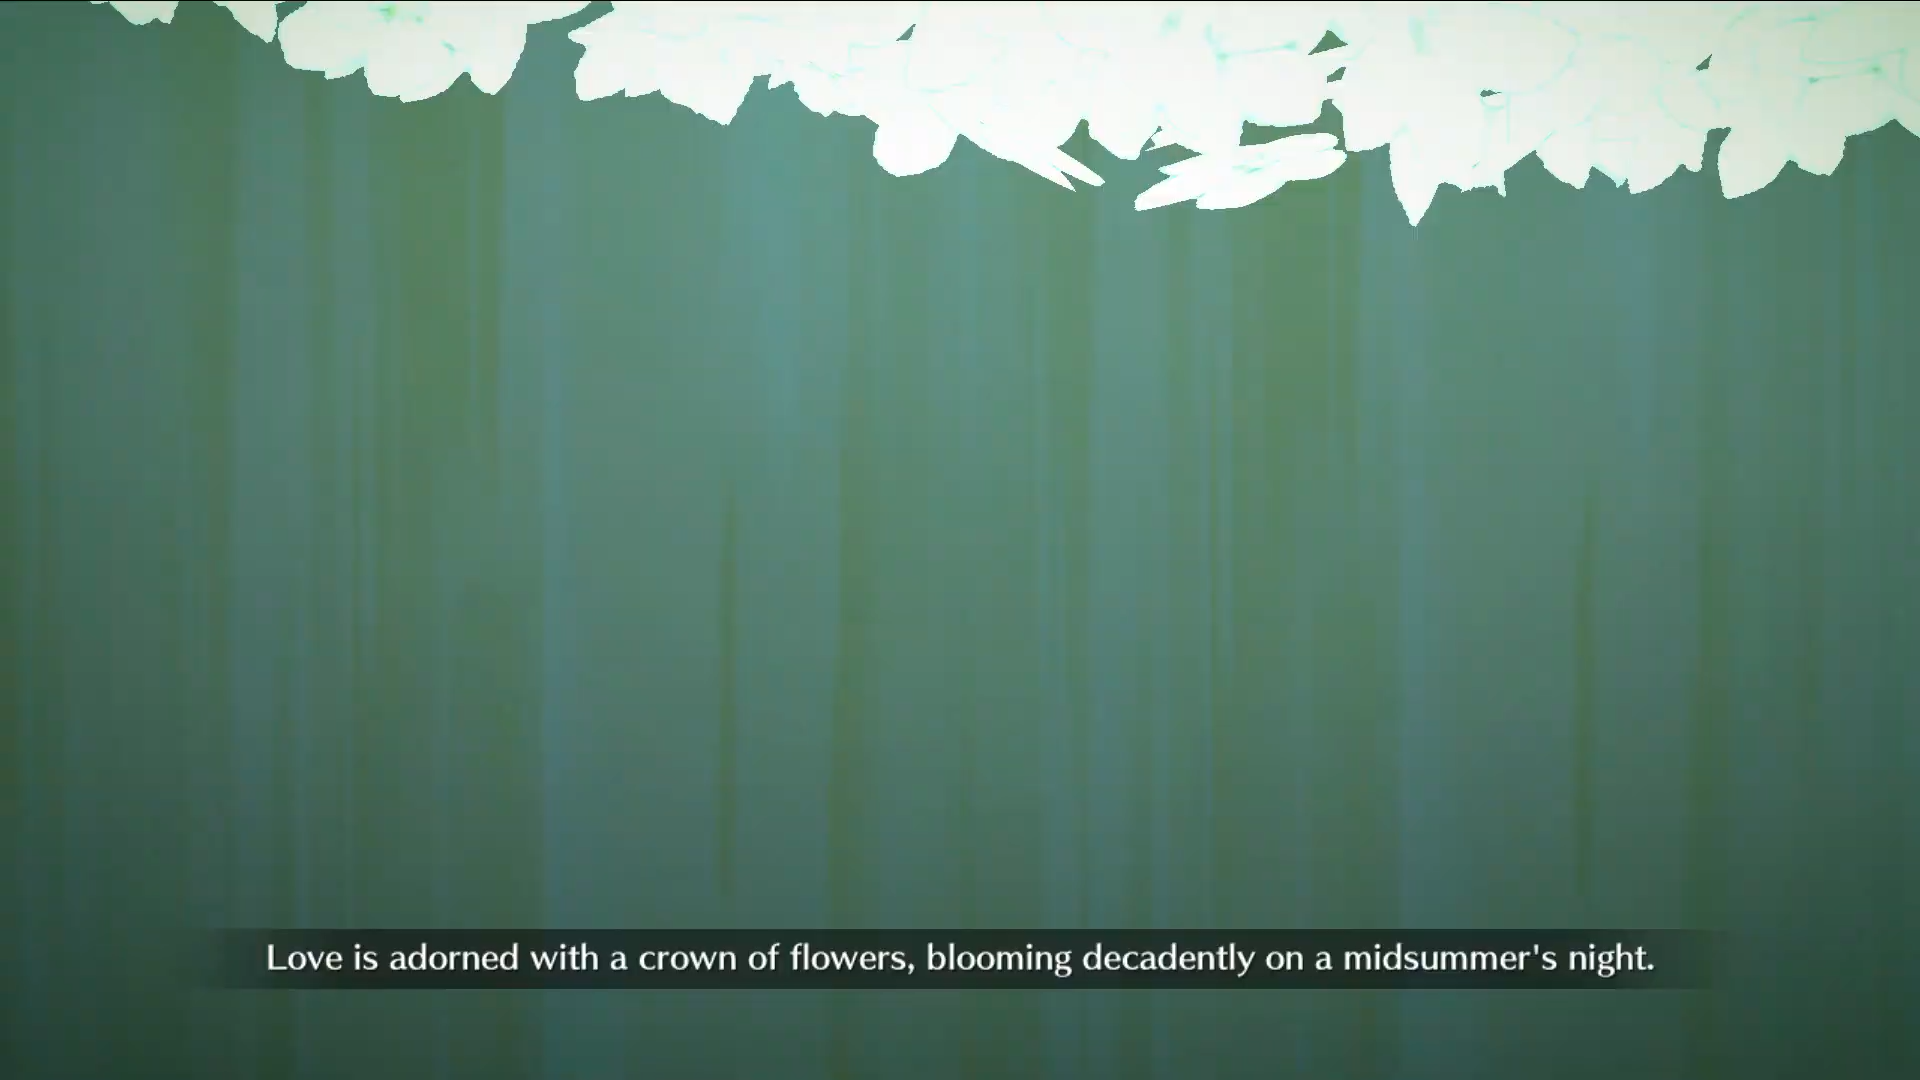 Love is adorned with a crown of flowers, blooming decadently on a midsummer's night.